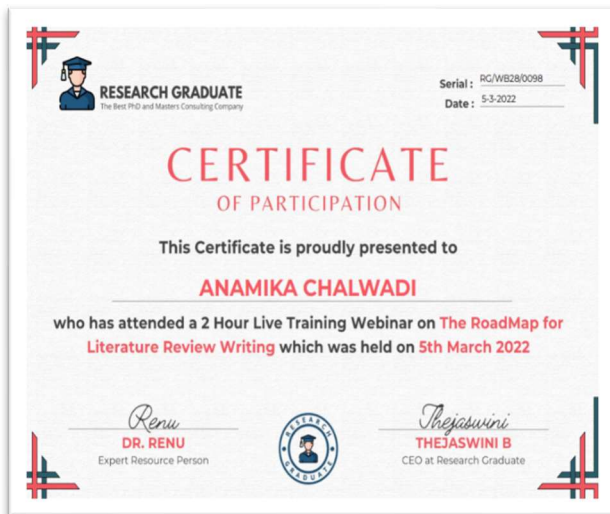 RESEARCH GRADUATE
The Best PhD and Masters Consulting Company
Serial : RG/WB28/0098
Date : 5-3-2022
CERTIFICATE
OF PARTICIPATION
This Certificate is proudly presented to
ANAMIKA CHALWADI
who has attended a 2 Hour Live Training Webinar on The RoadMap for
Literature Review Writing which was held on 5th March 2022
Renu
DR. RENU
Expert Resource Person
RESEARCH
GRADUATE
Thejaswini
THEJASWINI B
CEO at Research Graduate